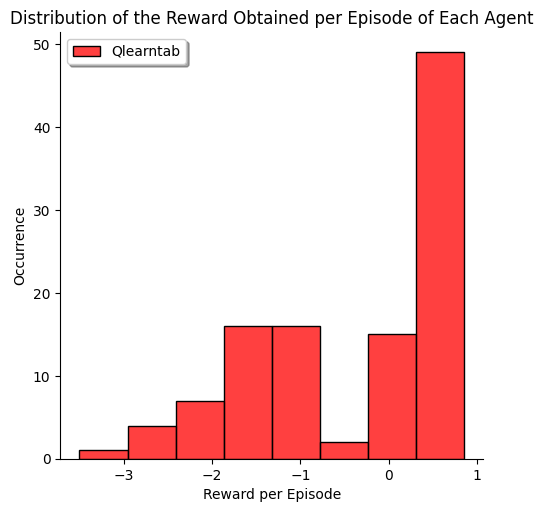 Distribution of the Reward Obtained per Episode of Each Agent
Qlearntab
50
40
30
20
10
0
Occurrence
−3
−2
−1
0
1
Reward per Episode